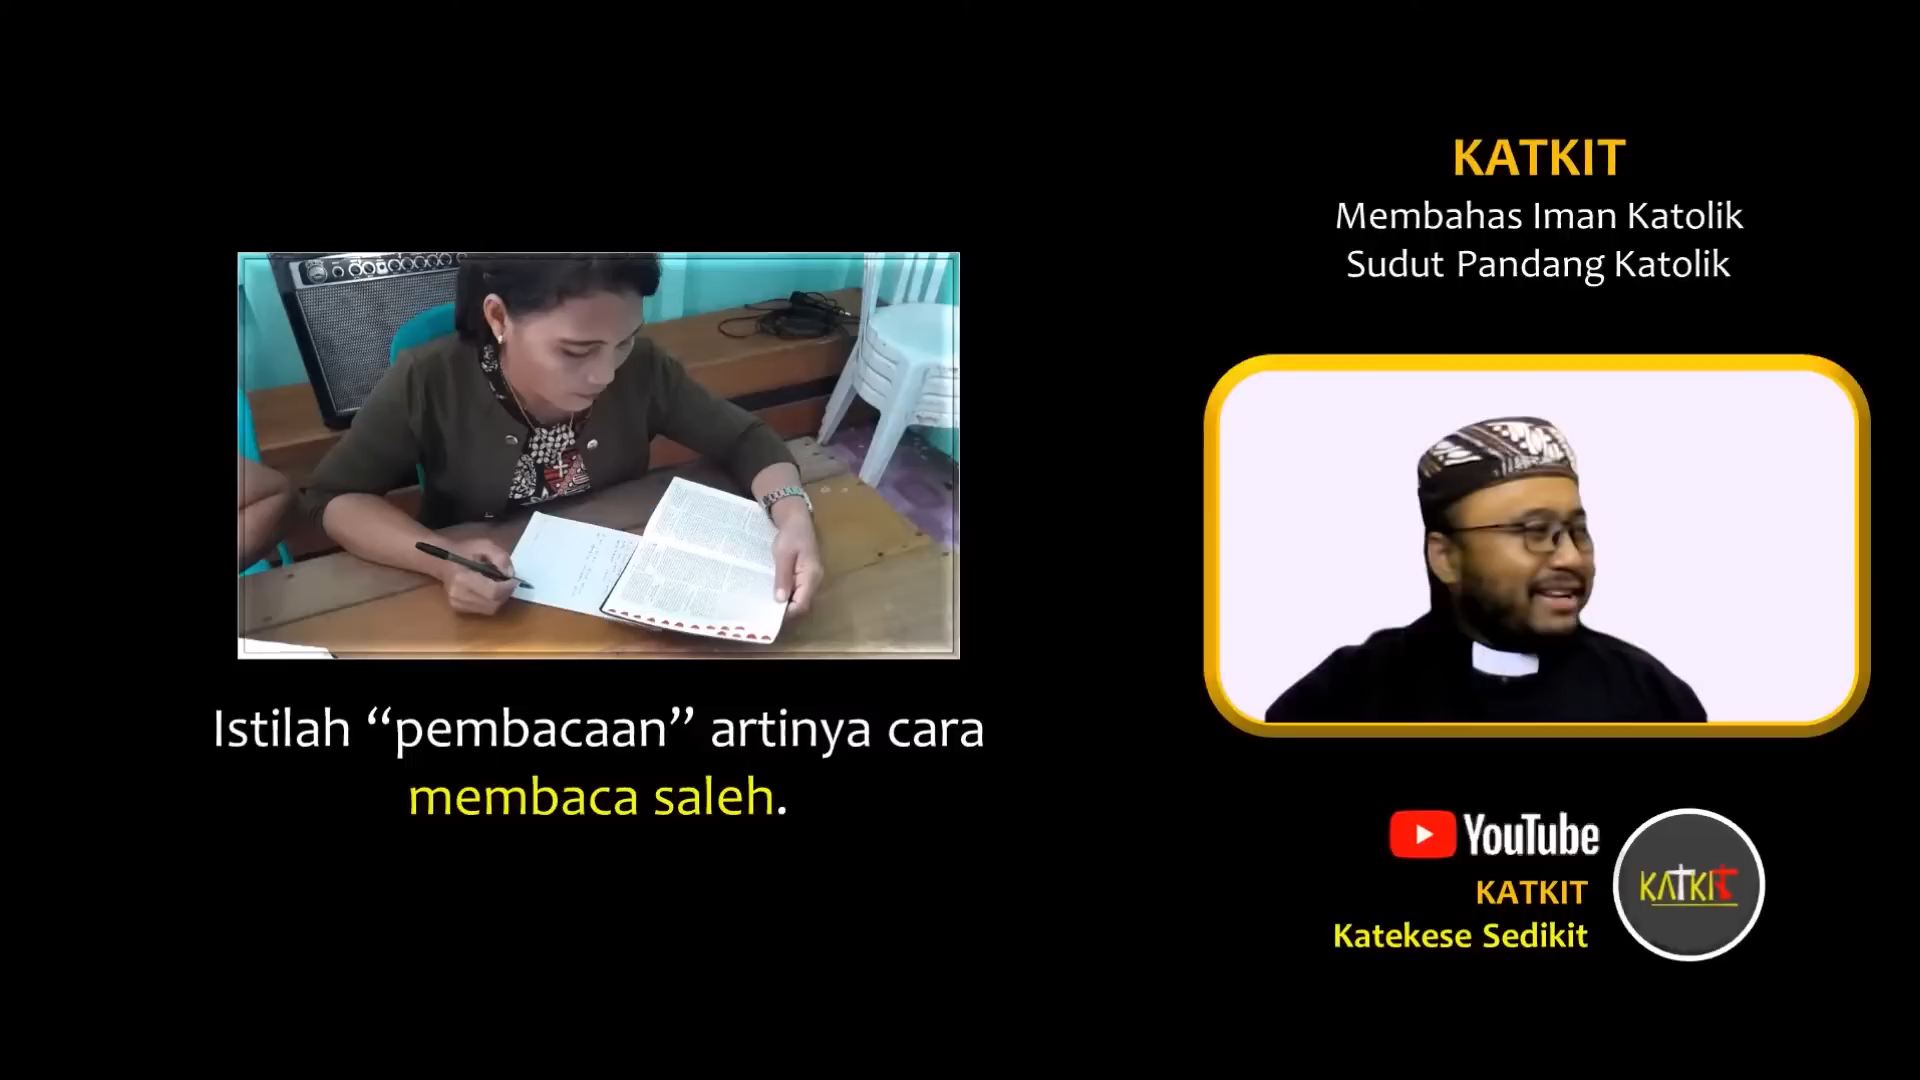 KATKIT
Membahas Iman Katolik
Sudut Pandang Katolik
Istilah “pembacaan” artinya cara
membaca saleh.
YouTube
KATKIT
Katekese Sedikit
KATKIT